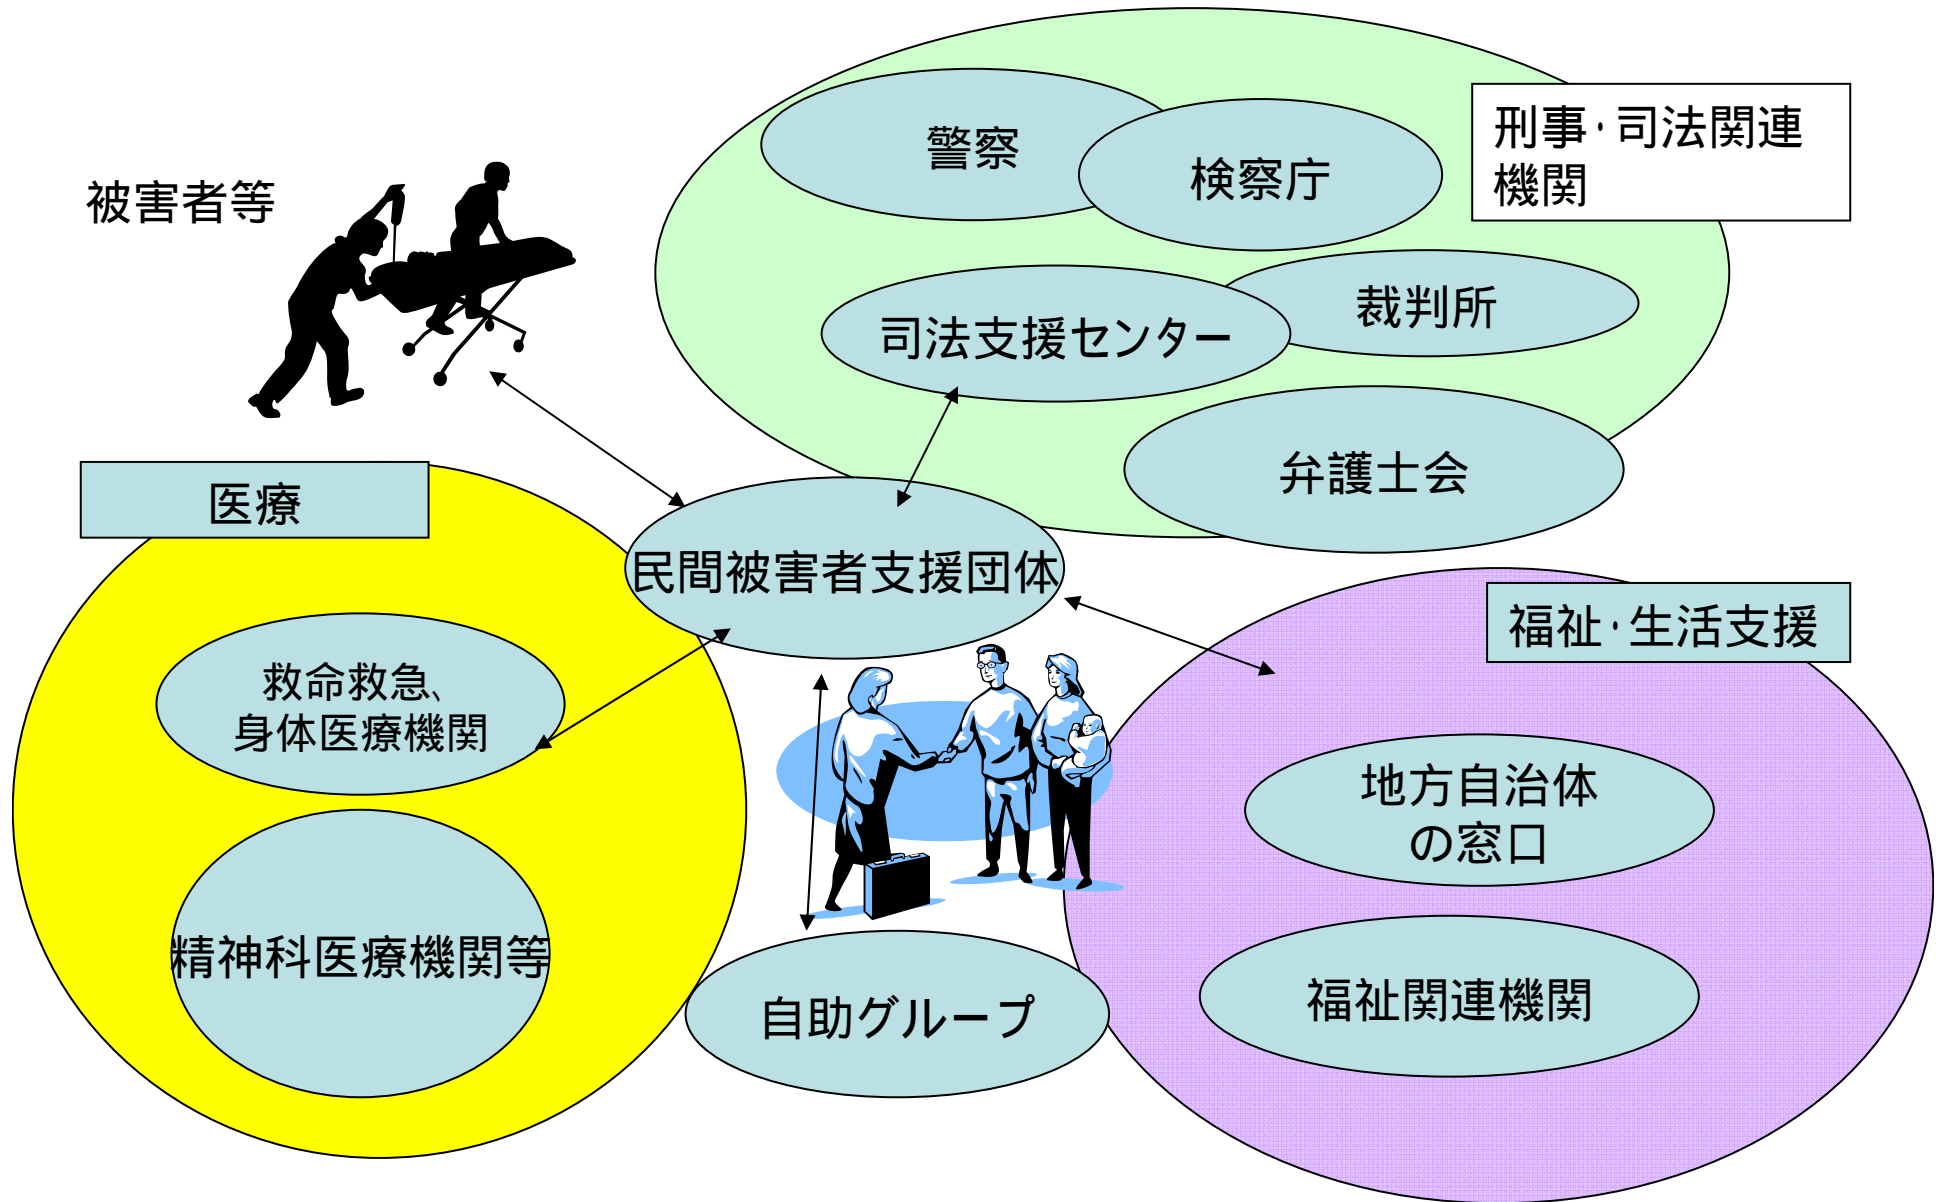 警察
検察庁
刑事・司法関連
機関
被害者等
司法支援センター
裁判所
弁護士会
医療
民間被害者支援団体
福祉・生活支援
救命救急、
身体医療機関
地方自治体
の窓口
精神科医療機関等
自助グループ
福祉関連機関